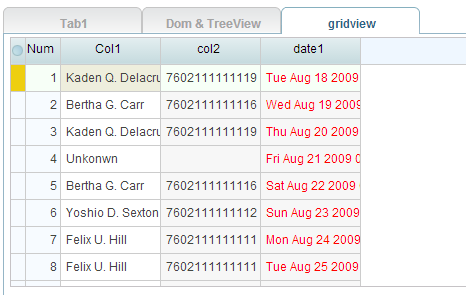 Tab1 Dom & TreeView gridview
Num Col1 col2 date1
1 Kaden Q. Delacru 7602111111119 Tue Aug 18 2009
2 Bertha G. Carr 7602111111116 Wed Aug 19 2009
3 Kaden Q. Delacru 7602111111119 Thu Aug 20 2009
4 Unkonwn Fri Aug 21 2009 0
5 Bertha G. Carr 7602111111116 Sat Aug 22 2009
6 Yoshio D. Sexton 7602111111112 Sun Aug 23 2009
7 Felix U. Hill 7602111111111 Mon Aug 24 2009
8 Felix U. Hill 7602111111111 Tue Aug 25 2009